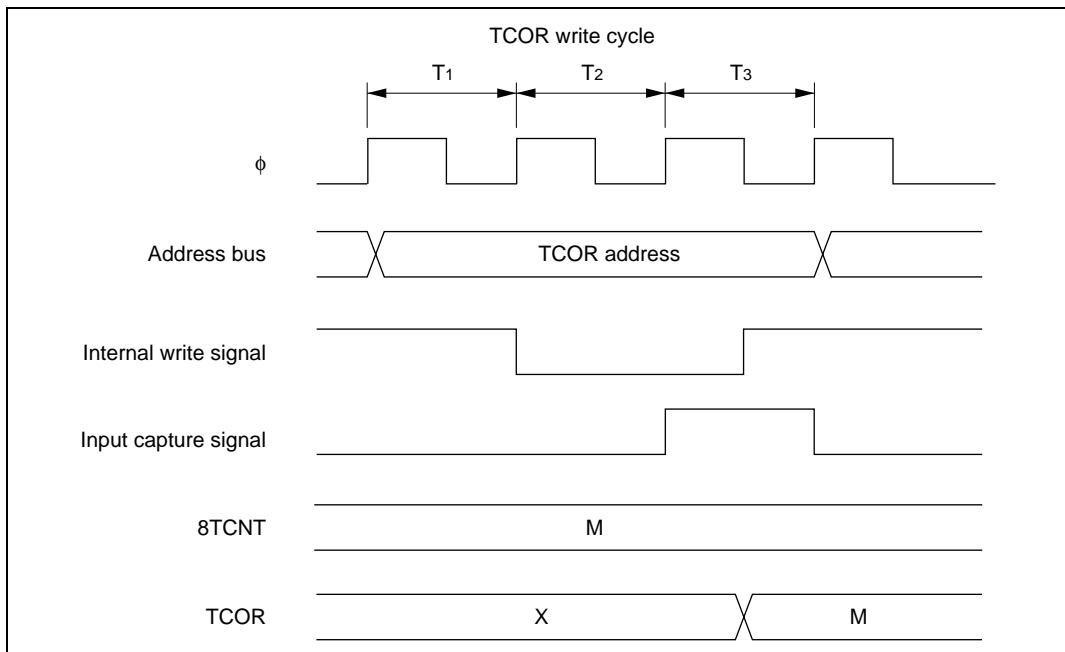 TCOR write cycle
T1 T2 T3
φ
Address bus TCOR address
Internal write signal
Input capture signal
8TCNT M
TCOR X M